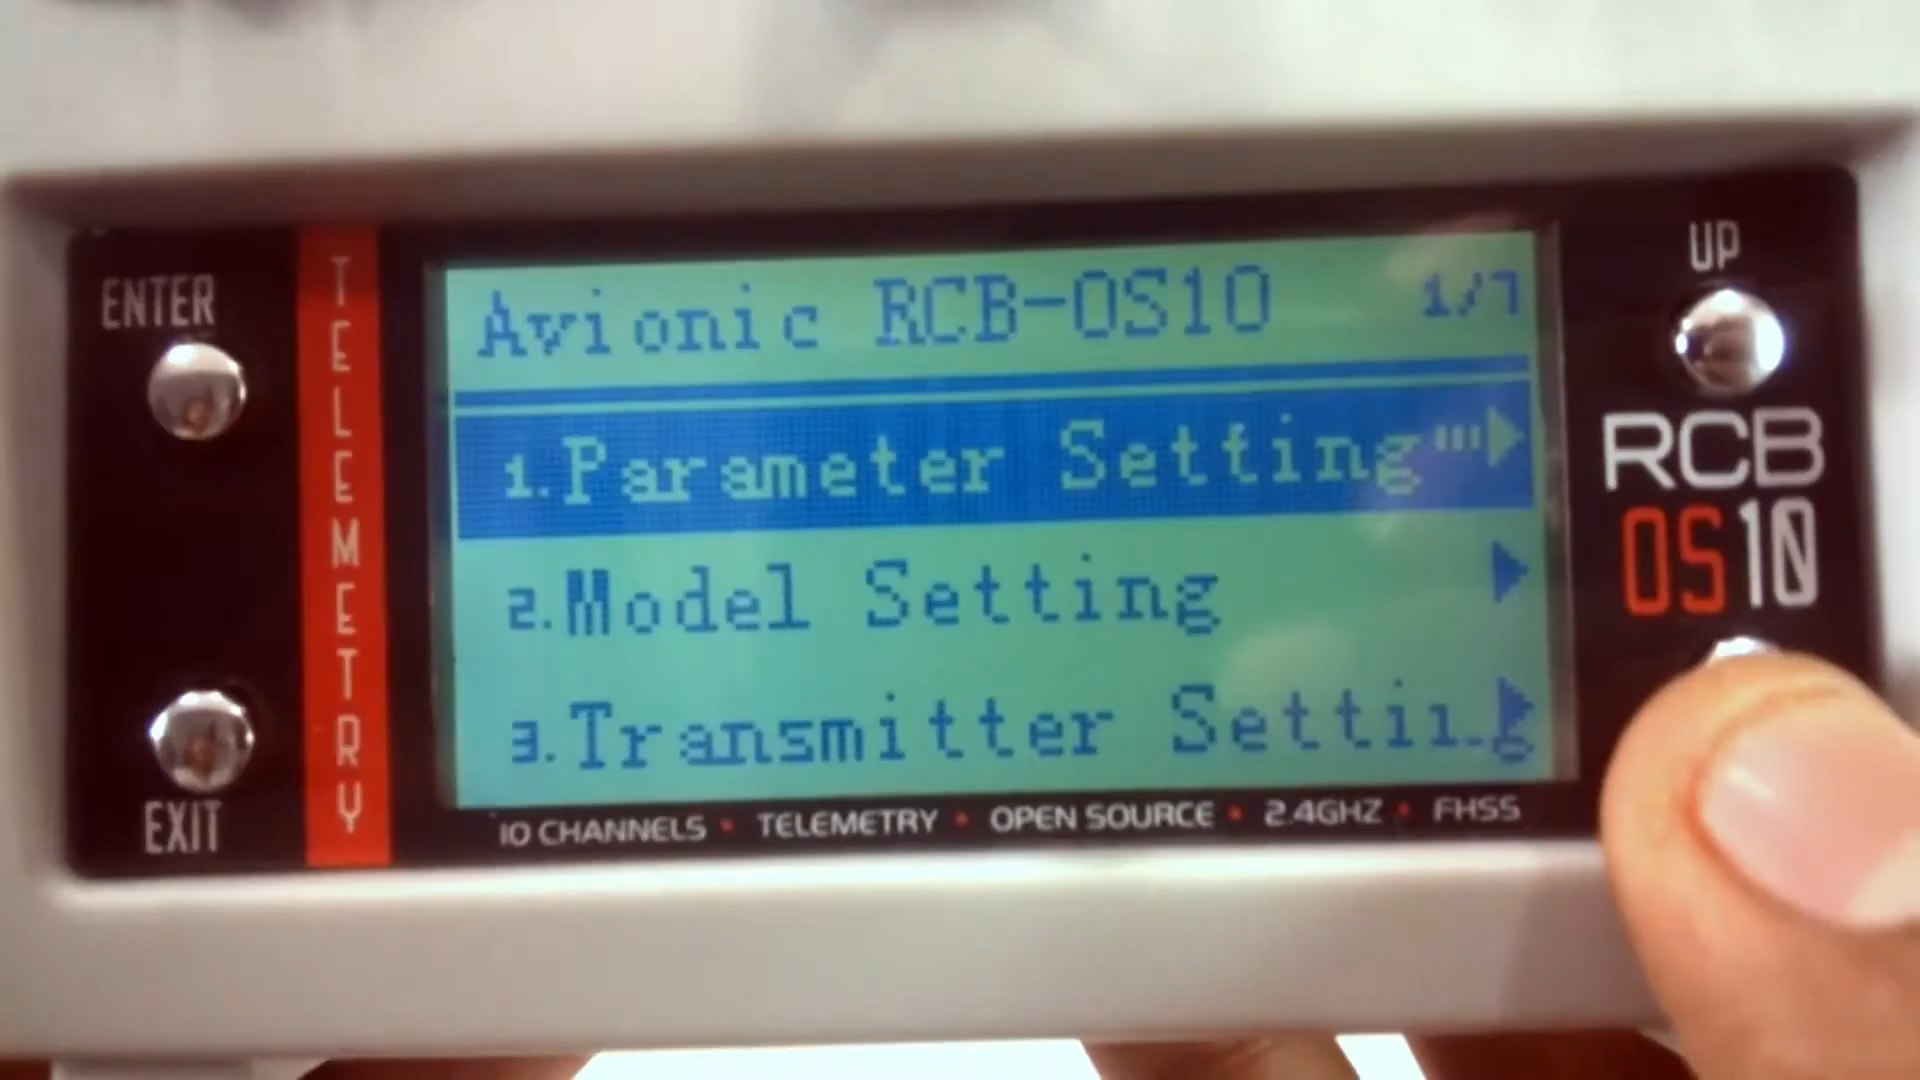 ENTER
EXIT
TELEMETRY
Avionic RCB-OS10 1/7
1.Parameter Setting
2.Model Setting
3.Transmitter
10 CHANNELS • TELEMETRY • OPEN SOURCE • 2.4GHZ • FHSS
UP
RCB
OS10